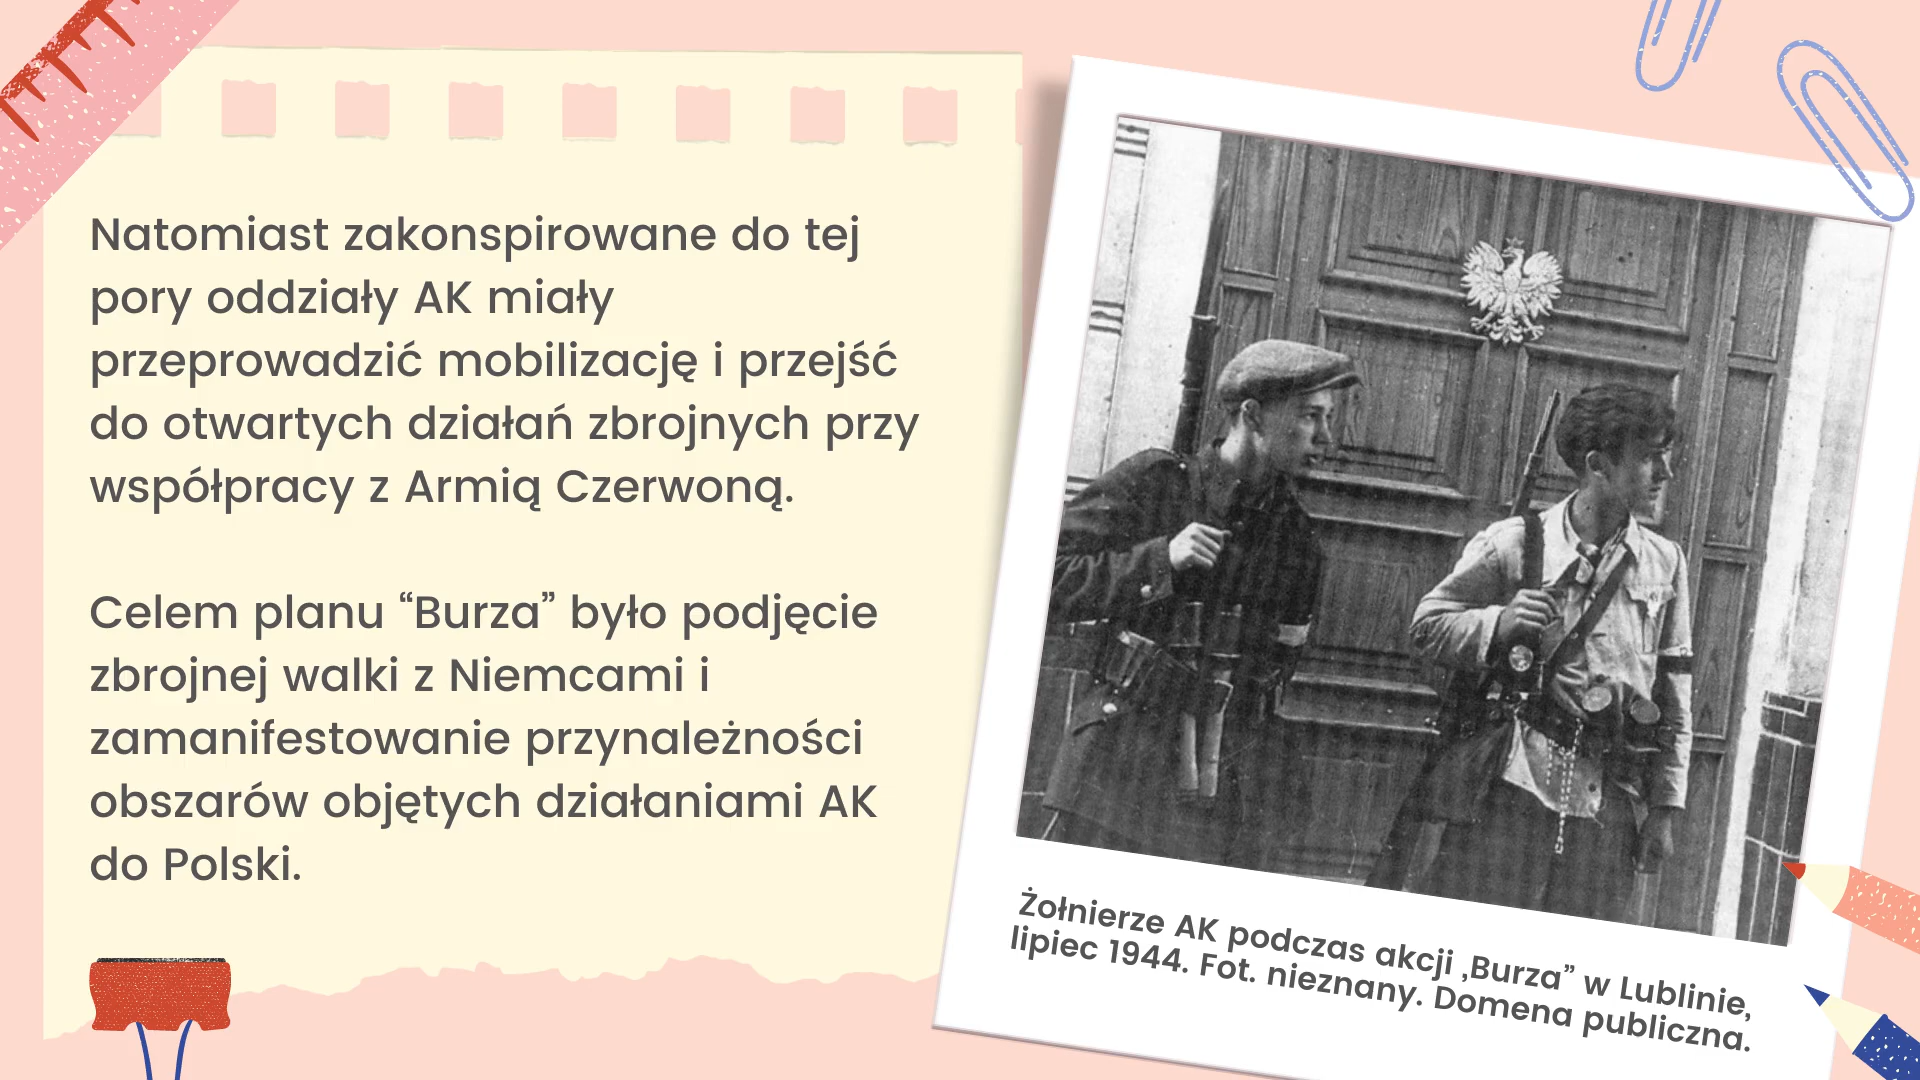 Natomiast zakonspirowane do tej
pory oddziały AK miały
przeprowadzić mobilizację i przejść
do otwartych działań zbrojnych przy
współpracy z Armią Czerwoną.
Celem planu “Burza” było podjęcie
zbrojnej walki z Niemcami i
zamanifestowanie przynależności
obszarów objętych działaniami AK
do Polski.
Żołnierze AK podczas akcji ‚Burza” w Lublinie,
lipiec 1944. Fot. nieznany. Domena publiczna.